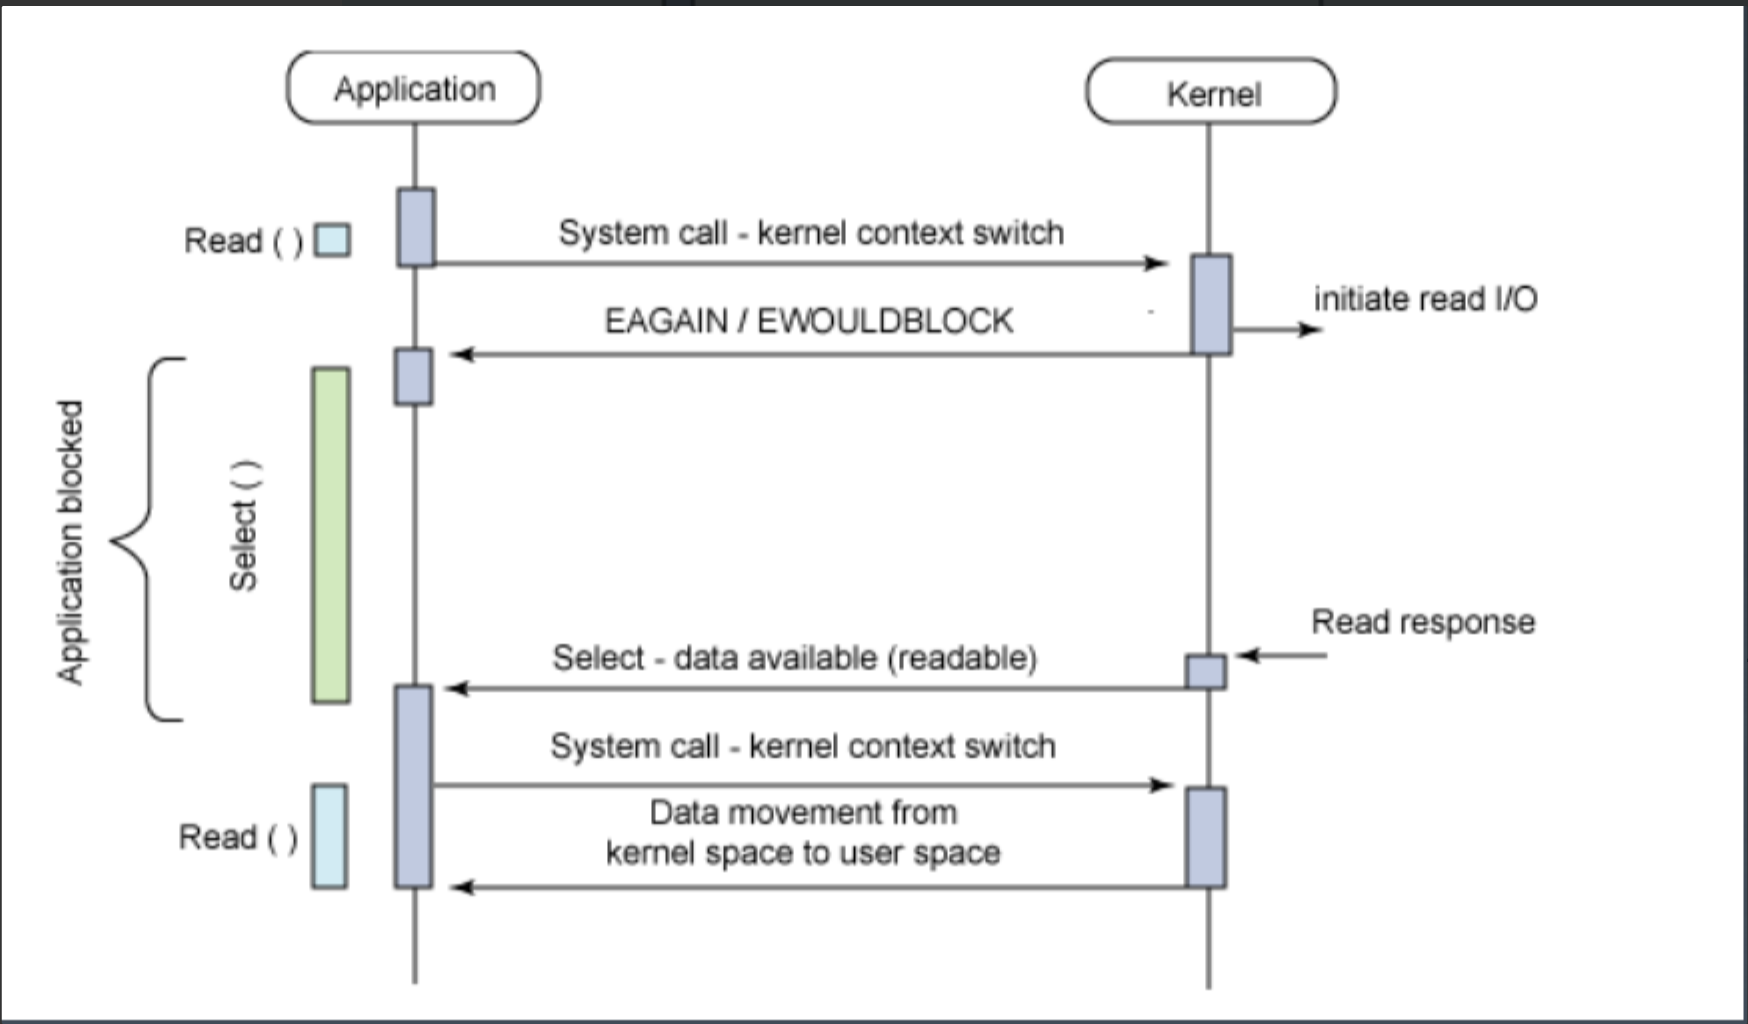 Application
Kernel
Read ( )
System call - kernel context switch
initiate read I/O
EAGAIN / EWOULDBLOCK
Application blocked
Select ( )
Read response
Select - data available (readable)
System call - kernel context switch
Read ( )
Data movement from
kernel space to user space